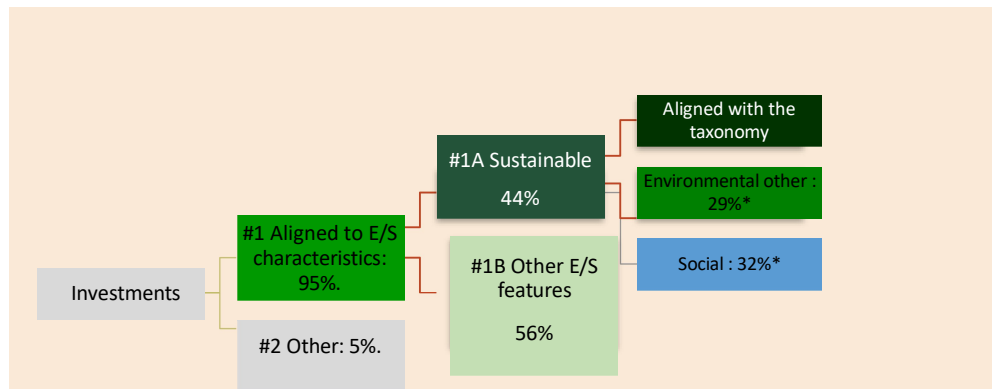 Aligned with the
taxonomy
#1A Sustainable
44%
Environmental other :
29%*
#1 Aligned to E/S
characteristics:
95%.
Social : 32%*
#1B Other E/S
features
56%
Investments
#2 Other: 5%.